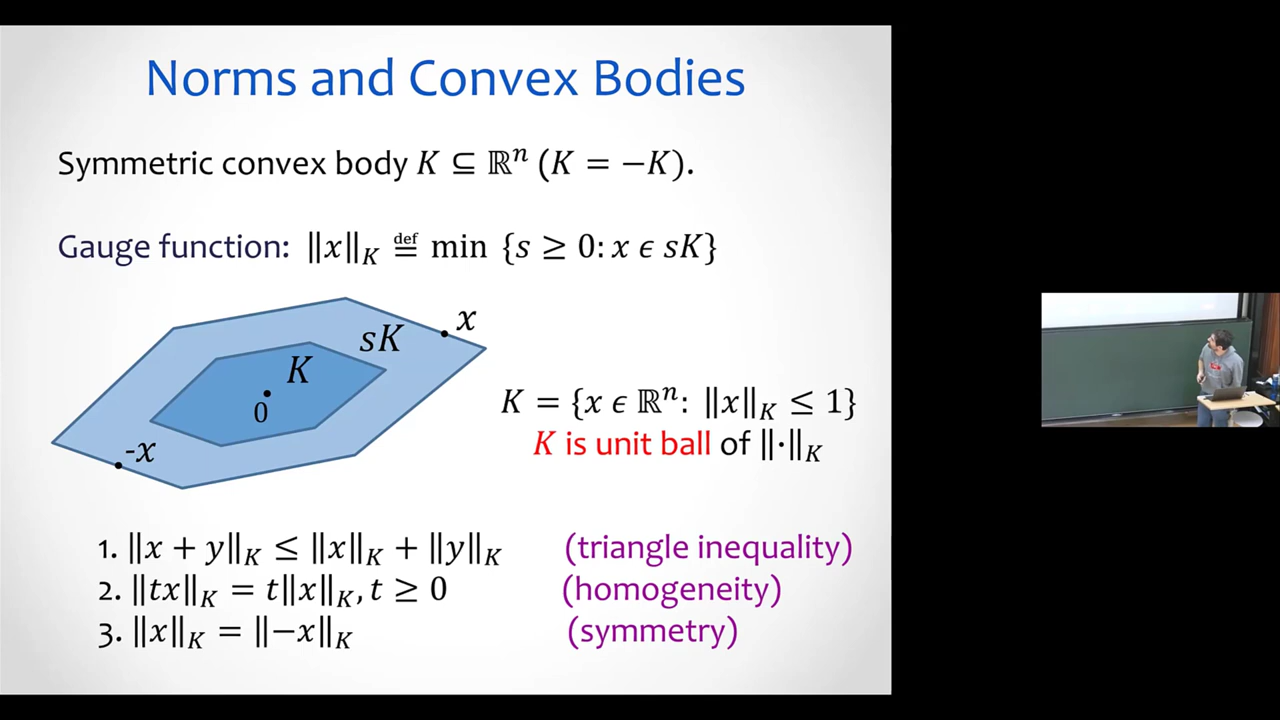 Norms and Convex Bodies
Symmetric convex body K ⊆ ℝⁿ (K = −K).
Gauge function: ‖x‖_K ≝ min {s ≥ 0: x ϵ sK}
x
sK
K
0
-x
K = {x ϵ ℝⁿ: ‖x‖_K ≤ 1}
K is unit ball of ‖·‖_K
1. ‖x + y‖_K ≤ ‖x‖_K + ‖y‖_K (triangle inequality)
2. ‖tx‖_K = t‖x‖_K, t ≥ 0 (homogeneity)
3. ‖x‖_K = ‖−x‖_K (symmetry)